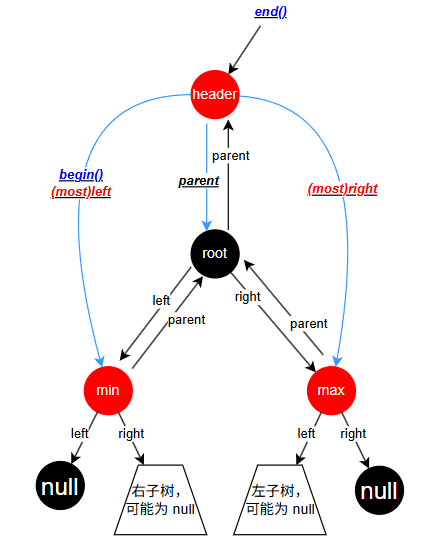 end()
header
parent
begin()
(most)left
parent
(most)right
root
left
parent
right
parent
min
max
left
right
left
right
null
右子树，
可能为 null
左子树，
可能为 null
null